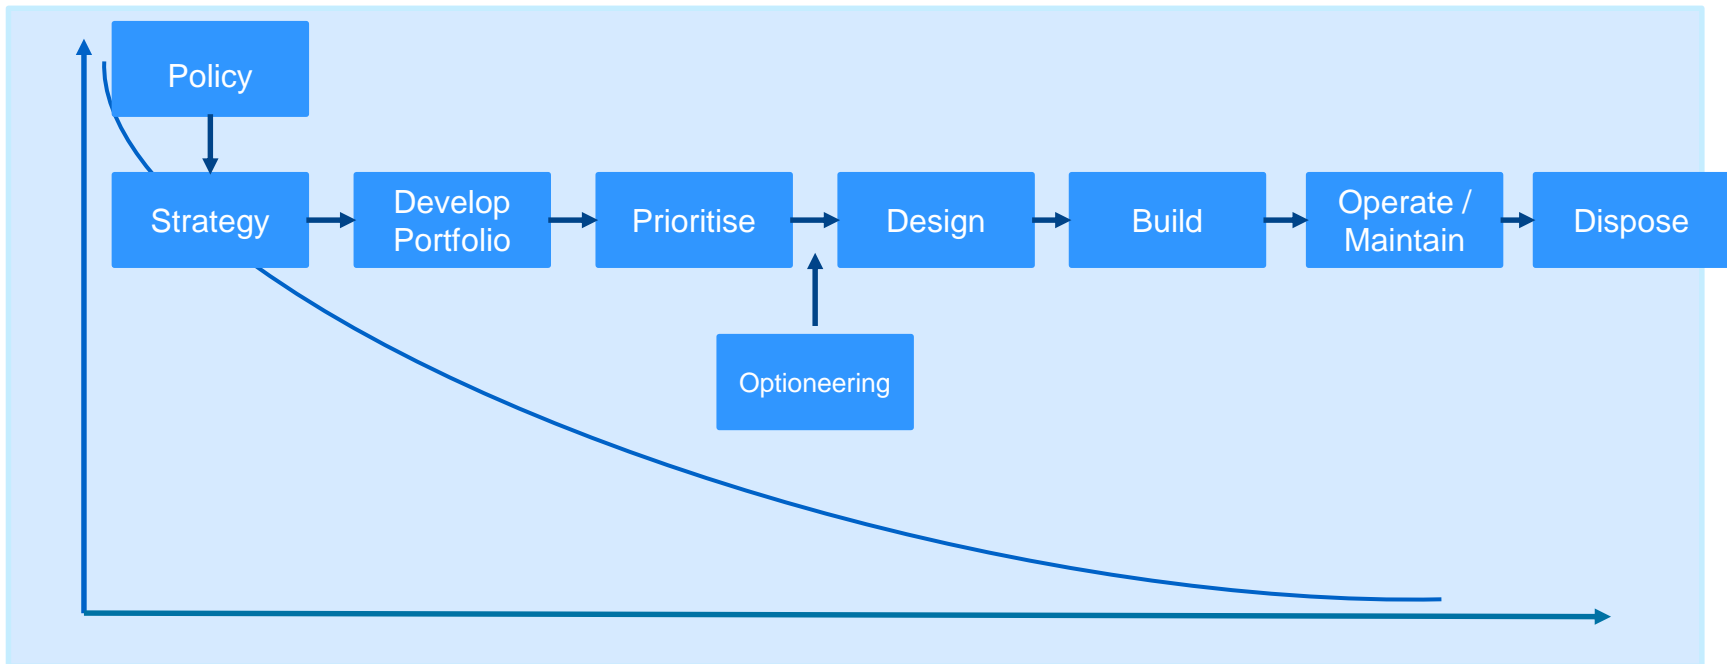 Policy
Strategy
Develop
Portfolio
Prioritise
Design
Build
Operate /
Maintain
Dispose
Optioneering